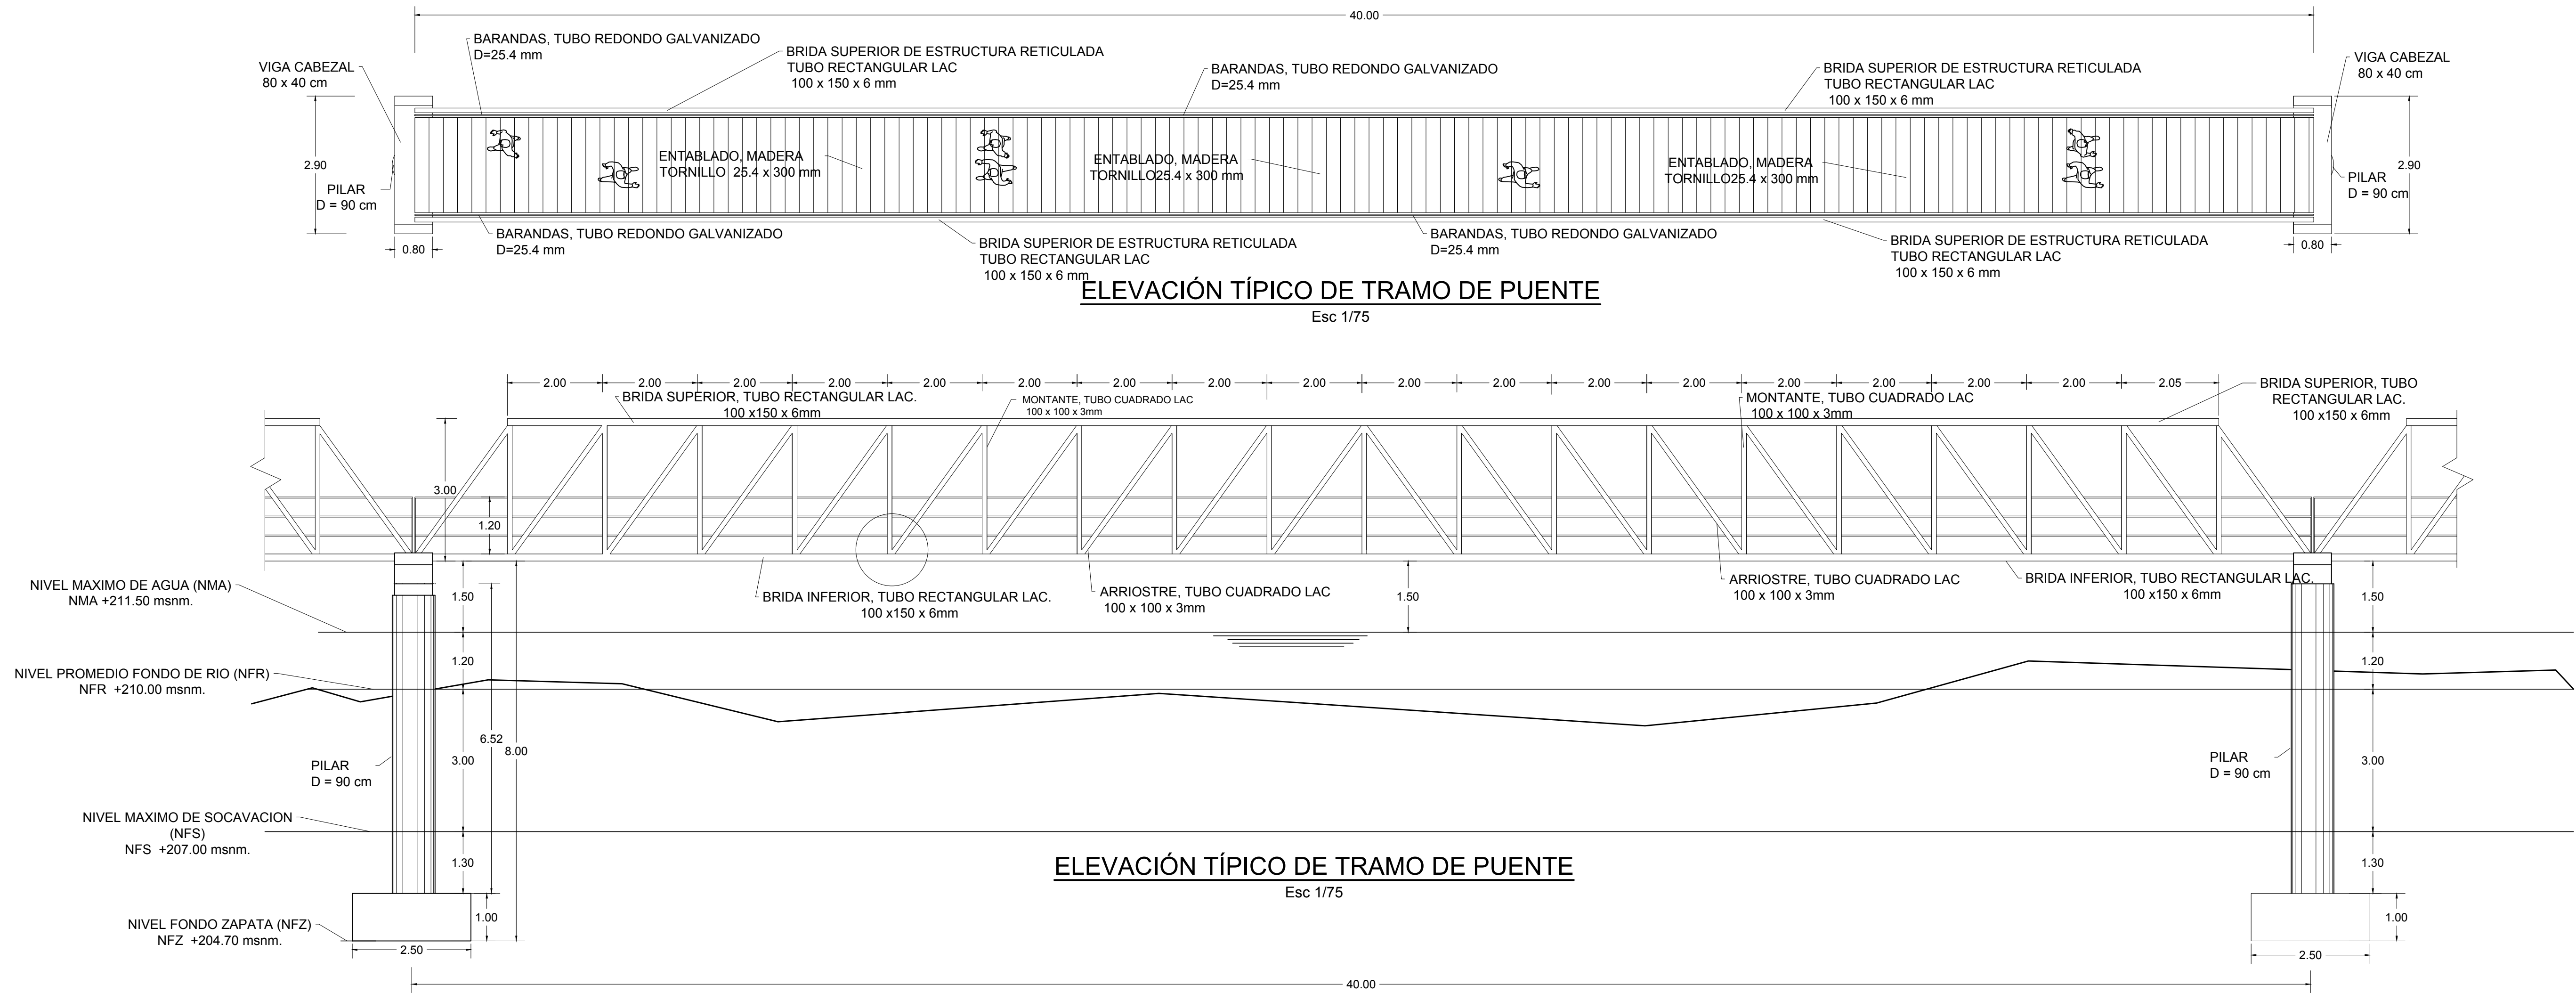 40.00
BARANDAS, TUBO REDONDO GALVANIZADO
D=25.4 mm
BRIDA SUPERIOR DE ESTRUCTURA RETICULADA
TUBO RECTANGULAR LAC
100 x 150 x 6 mm
BARANDAS, TUBO REDONDO GALVANIZADO
D=25.4 mm
BRIDA SUPERIOR DE ESTRUCTURA RETICULADA
TUBO RECTANGULAR LAC
100 x 150 x 6 mm
VIGA CABEZAL
80 x 40 cm
VIGA CABEZAL
80 x 40 cm
2.90
PILAR
D = 90 cm
ENTABLADO, MADERA
TORNILLO 25.4 x 300 mm
ENTABLADO, MADERA
TORNILLO25.4 x 300 mm
ENTABLADO, MADERA
TORNILLO25.4 x 300 mm
2.90
PILAR
D = 90 cm
0.80
BARANDAS, TUBO REDONDO GALVANIZADO
D=25.4 mm
BRIDA SUPERIOR DE ESTRUCTURA RETICULADA
TUBO RECTANGULAR LAC
100 x 150 x 6 mm
BARANDAS, TUBO REDONDO GALVANIZADO
D=25.4 mm
BRIDA SUPERIOR DE ESTRUCTURA RETICULADA
TUBO RECTANGULAR LAC
100 x 150 x 6 mm
0.80
ELEVACIÓN TÍPICO DE TRAMO DE PUENTE
Esc 1/75
2.00 2.00 2.00 2.00 2.00 2.00 2.00 2.00 2.00 2.00 2.00 2.00 2.00 2.00 2.00 2.00 2.00 2.05
BRIDA SUPERIOR, TUBO RECTANGULAR LAC.
100 x150 x 6mm
MONTANTE, TUBO CUADRADO LAC
100 x 100 x 3mm
MONTANTE, TUBO CUADRADO LAC
100 x 100 x 3mm
BRIDA SUPERIOR, TUBO
RECTANGULAR LAC.
100 x150 x 6mm
3.00
1.20
NIVEL MAXIMO DE AGUA (NMA)
NMA +211.50 msnm.
1.50
BRIDA INFERIOR, TUBO RECTANGULAR LAC.
100 x150 x 6mm
ARRIOSTRE, TUBO CUADRADO LAC
100 x 100 x 3mm
1.50
ARRIOSTRE, TUBO CUADRADO LAC
100 x 100 x 3mm
BRIDA INFERIOR, TUBO RECTANGULAR LAC.
100 x150 x 6mm
1.50
NIVEL PROMEDIO FONDO DE RIO (NFR)
NFR +210.00 msnm.
1.20
1.20
6.52
8.00
3.00
PILAR
D = 90 cm
PILAR
D = 90 cm
3.00
NIVEL MAXIMO DE SOCAVACION
(NFS)
NFS +207.00 msnm.
1.30
1.30
ELEVACIÓN TÍPICO DE TRAMO DE PUENTE
Esc 1/75
NIVEL FONDO ZAPATA (NFZ)
NFZ +204.70 msnm.
1.00
2.50
1.00
2.50
40.00